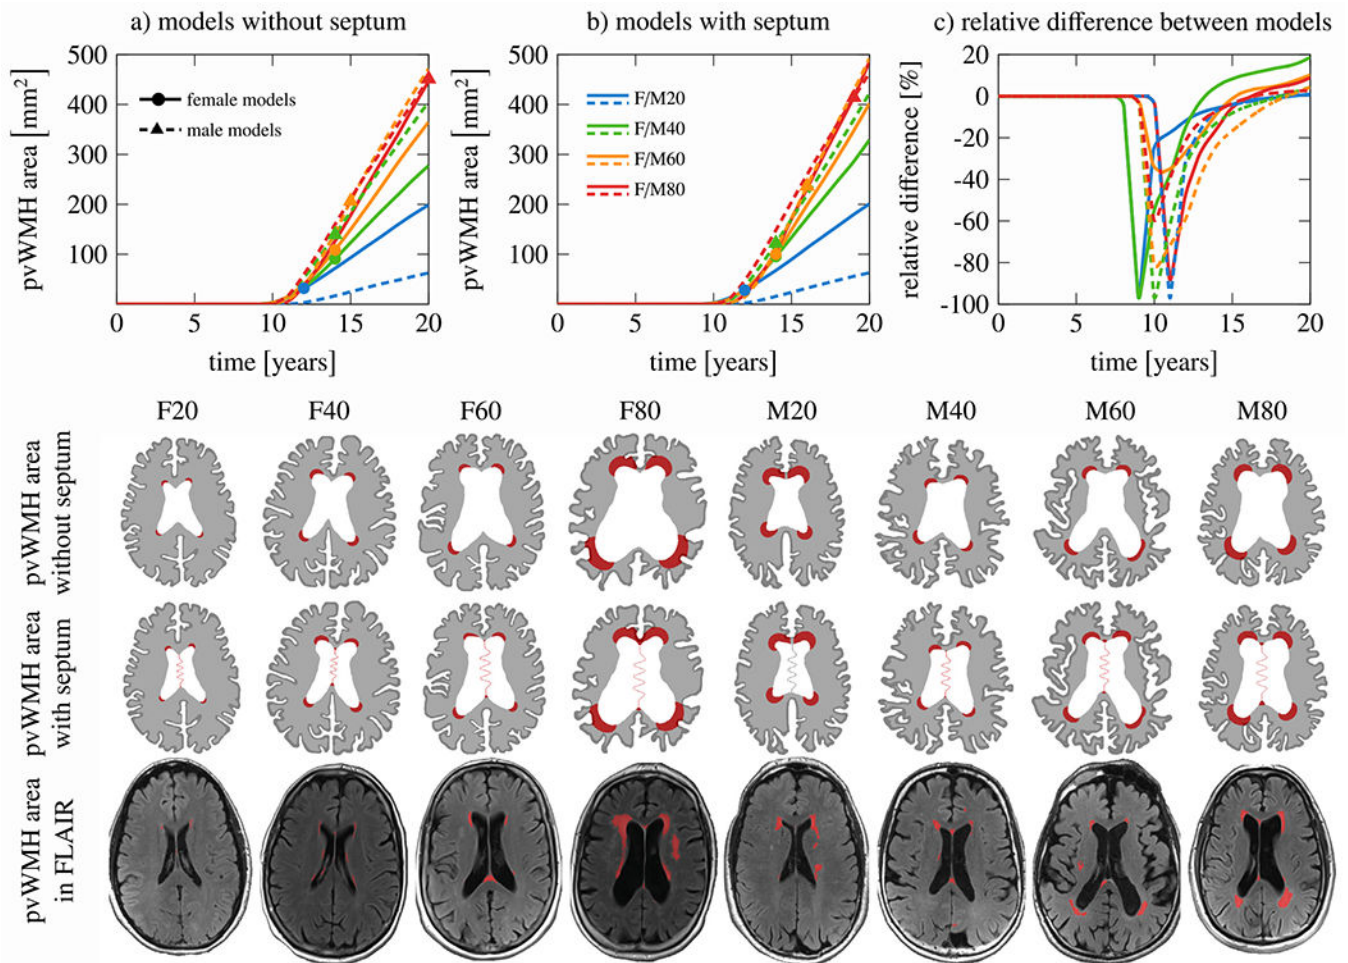 a) models without septum
b) models with septum
c) relative difference between models
pvWMH area [mm²]
500
400
300
200
100
female models
male models
0
5
10
15
20
time [years]
pvWMH area [mm²]
500
400
300
200
100
F/M20
F/M40
F/M60
F/M80
0
5
10
15
20
time [years]
relative difference [%]
20
0
-20
-40
-60
-80
-100
0
5
10
15
20
time [years]
F20
F40
F60
F80
M20
M40
M60
M80
pvWMH area
without septum
pvWMH area
with septum
pvWMH area
in FLAIR